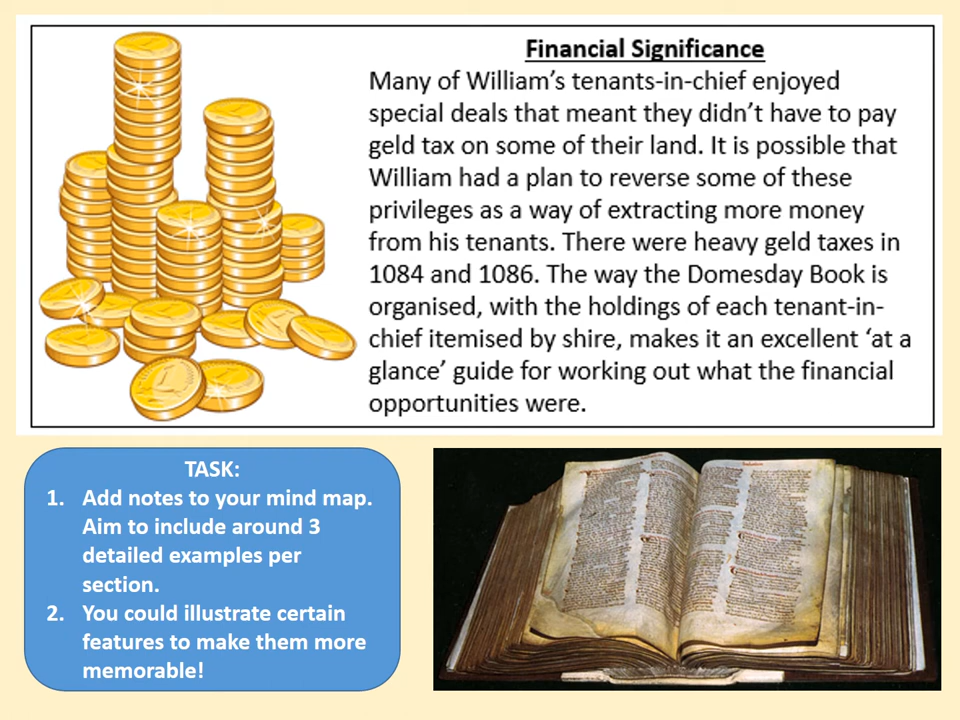 Financial Significance
Many of William's tenants-in-chief enjoyed
special deals that meant they didn't have to pay
geld tax on some of their land. It is possible that
William had a plan to reverse some of these
privileges as a way of extracting more money
from his tenants. There were heavy geld taxes in
1084 and 1086. The way the Domesday Book is
organised, with the holdings of each tenant-in-
chief itemised by shire, makes it an excellent ‘at a
glance’ guide for working out what the financial
opportunities were.
TASK:
1. Add notes to your mind map.
Aim to include around 3
detailed examples per
section.
2. You could illustrate certain
features to make them more
memorable!